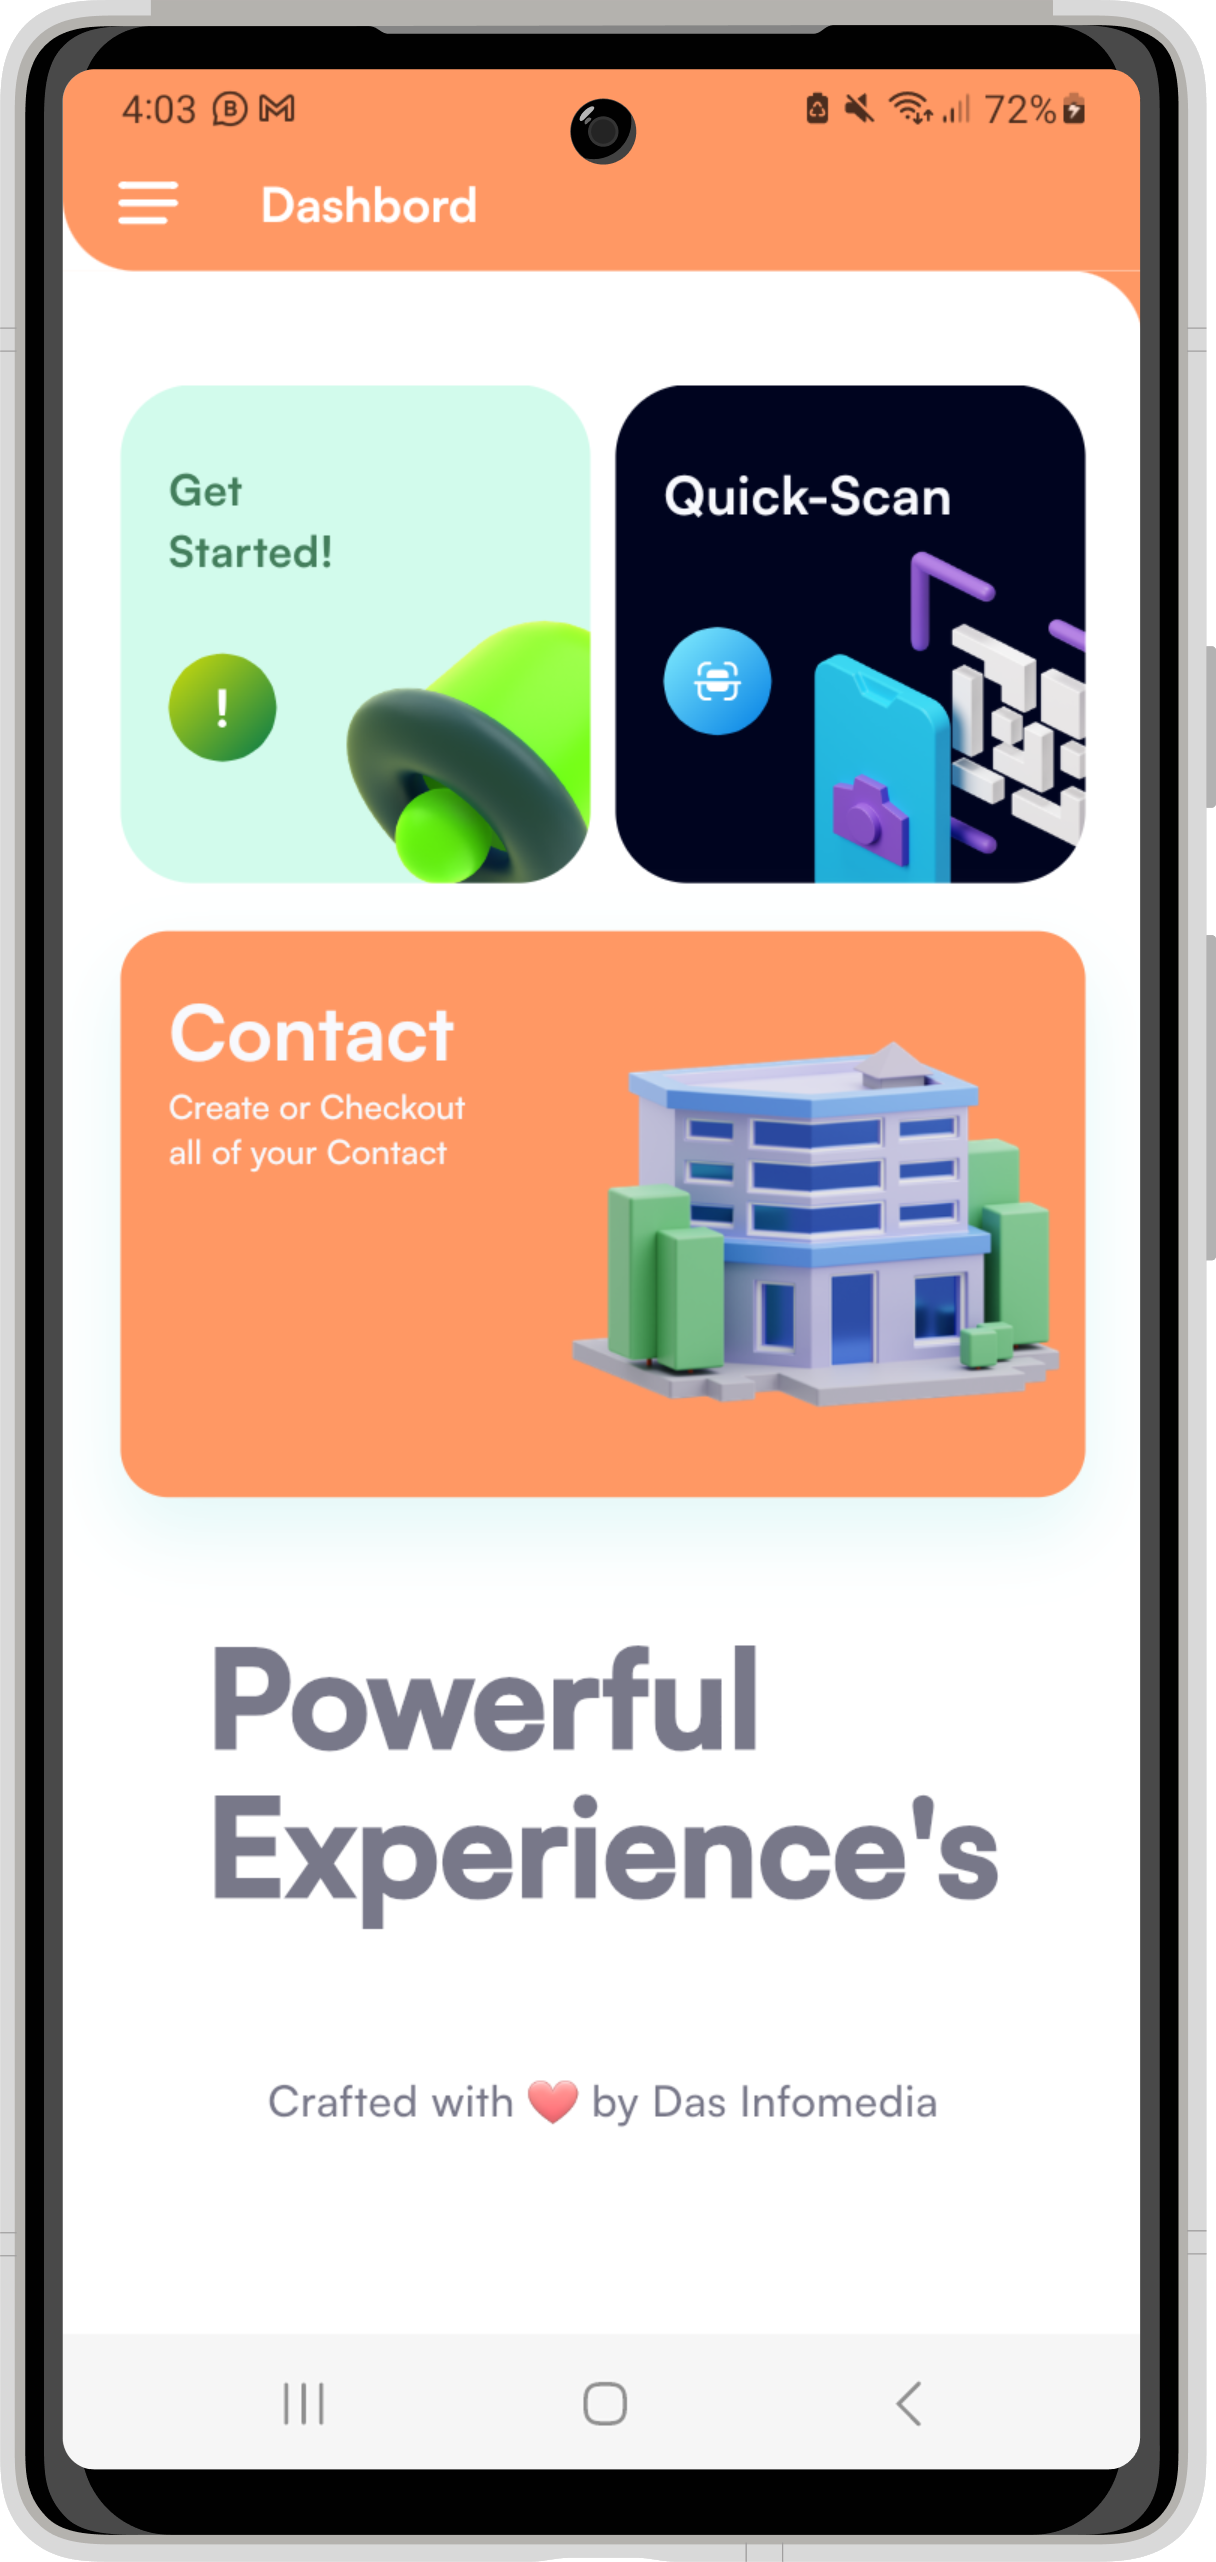 4:03
72%
Dashbord
Get
Started!
!
Quick-Scan
Contact
Create or Checkout
all of your Contact
Powerful
Experience's
Crafted with ❤️ by Das Infomedia